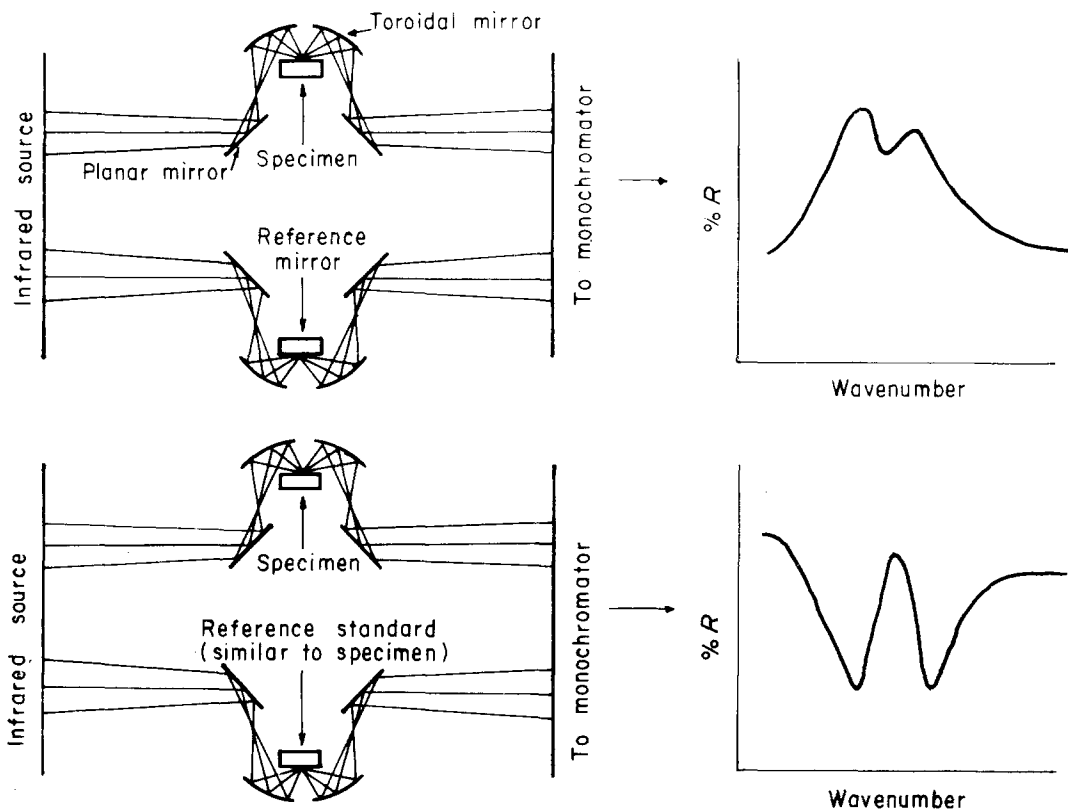 Toroidal mirror
Infrared source
Planar mirror
Specimen
Reference
mirror
To monochromator
% R
Wavenumber
Infrared source
Specimen
Reference standard
(similar to specimen)
To monochromator
% R
Wavenumber